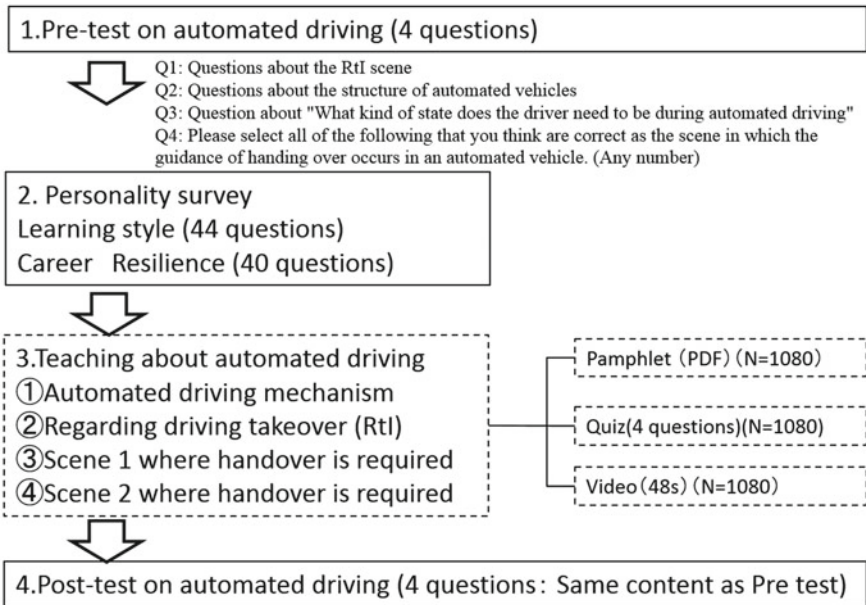 1.Pre-test on automated driving (4 questions)
Q1: Questions about the RtI scene
Q2: Questions about the structure of automated vehicles
Q3: Question about "What kind of state does the driver need to be during automated driving"
Q4: Please select all of the following that you think are correct as the scene in which the
guidance of handing over occurs in an automated vehicle. (Any number)
2. Personality survey
Learning style (44 questions)
Career Resilience (40 questions)
3.Teaching about automated driving
①Automated driving mechanism
②Regarding driving takeover (RtI)
③Scene 1 where handover is required
④Scene 2 where handover is required
Pamphlet (PDF) (N=1080)
Quiz(4 questions)(N=1080)
Video(48s) (N=1080)
4.Post-test on automated driving (4 questions: Same content as Pre test)